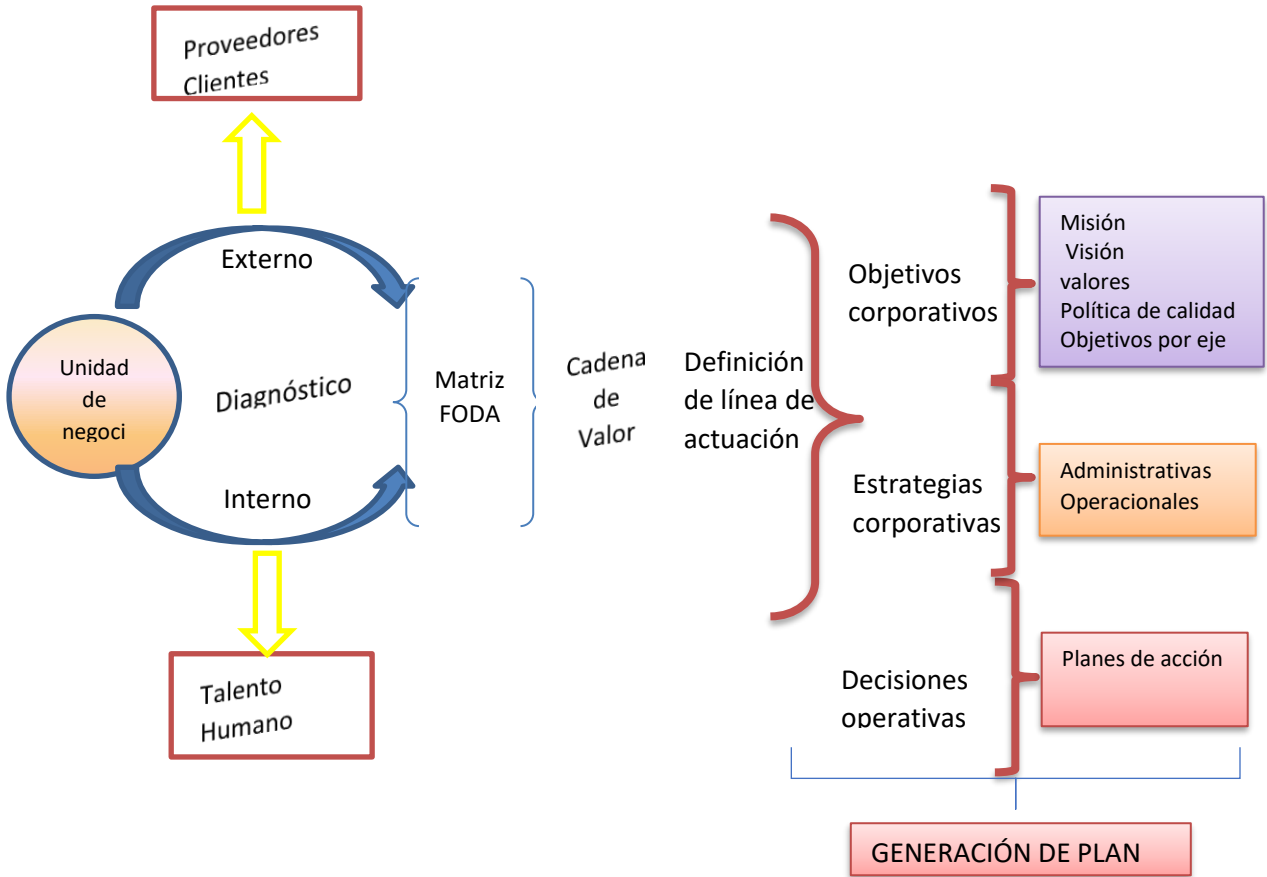 Proveedores
Clientes
Externo
Unidad
de
negoci
Diagnóstico
Interno
Talento
Humano
Matriz
FODA
Cadena
de
Valor
Definición
de línea de
actuación
Objetivos
corporativos
Misión
Visión
valores
Política de calidad
Objetivos por eje
Estrategias
corporativas
Administrativas
Operacionales
Decisiones
operativas
Planes de acción
GENERACIÓN DE PLAN